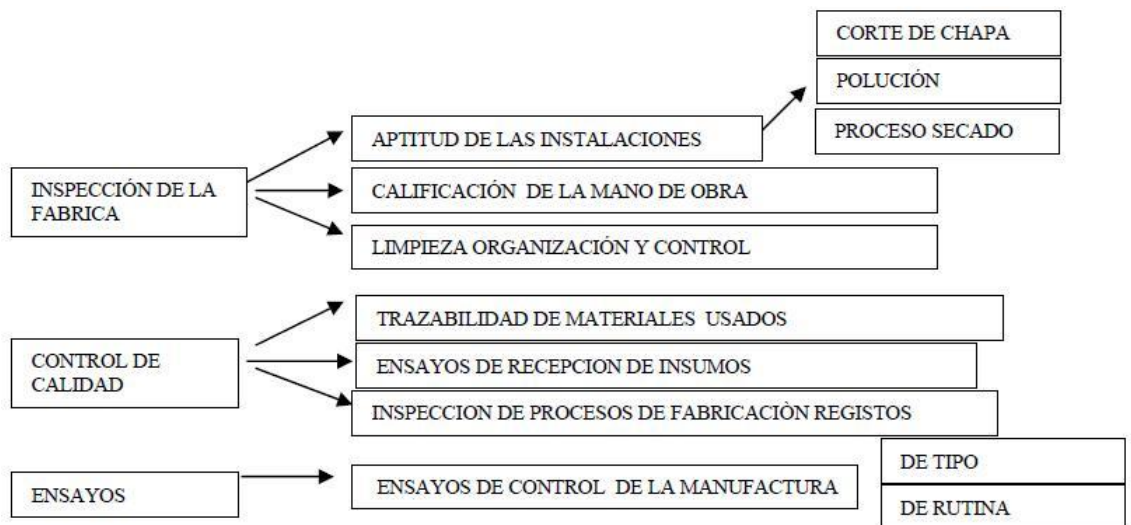 CORTE DE CHAPA
POLUCIÓN
PROCESO SECADO
APTITUD DE LAS INSTALACIONES
INSPECCIÓN DE LA
FABRICA
CALIFICACIÓN DE LA MANO DE OBRA
LIMPIEZA ORGANIZACIÓN Y CONTROL
TRAZABILIDAD DE MATERIALES USADOS
CONTROL DE
CALIDAD
ENSAYOS DE RECEPCION DE INSUMOS
INSPECCION DE PROCESOS DE FABRICACIÒN REGISTOS
ENSAYOS
ENSAYOS DE CONTROL DE LA MANUFACTURA
DE TIPO
DE RUTINA